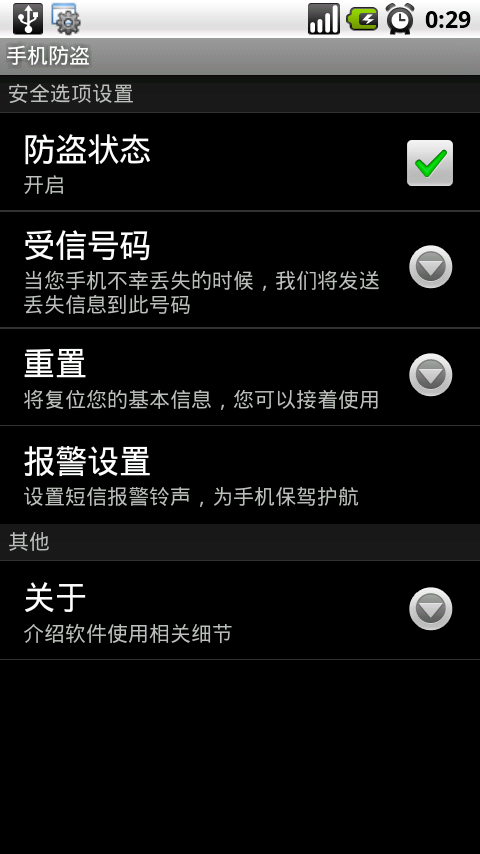 0:29
手机防盗
安全选项设置
防盗状态
开启
受信号码
当您手机不幸丢失的时候，我们将发送
丢失信息到此号码
重置
将复位您的基本信息，您可以接着使用
报警设置
设置短信报警铃声，为手机保驾护航
其他
关于
介绍软件使用相关细节